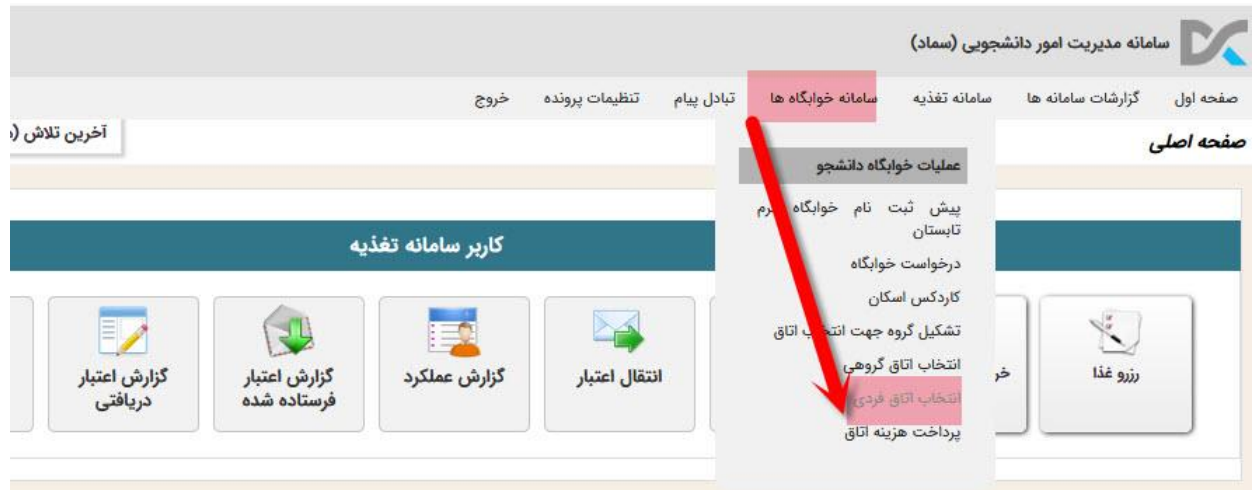 سامانه مدیریت امور دانشجویی (سماد)
صفحه اول گزارشات سامانه ها سامانه تغذیه سامانه خوابگاه ها تبادل پیام تنظیمات پرونده خروج
صفحه اصلی
آخرین تلاش
عملیات خوابگاه دانشجو
پیش ثبت نام خوابگاه
تابستان
درخواست خوابگاه
کاردکس اسکان
تشکیل گروه جهت انتخاب اتاق
انتخاب اتاق گروهی
انتخاب اتاق فردی
پرداخت هزینه اتاق
کاربر سامانه تغذیه
رزرو غذا
انتقال اعتبار
گزارش عملکرد
گزارش اعتبار
فرستاده شده
گزارش اعتبار
دریافتی